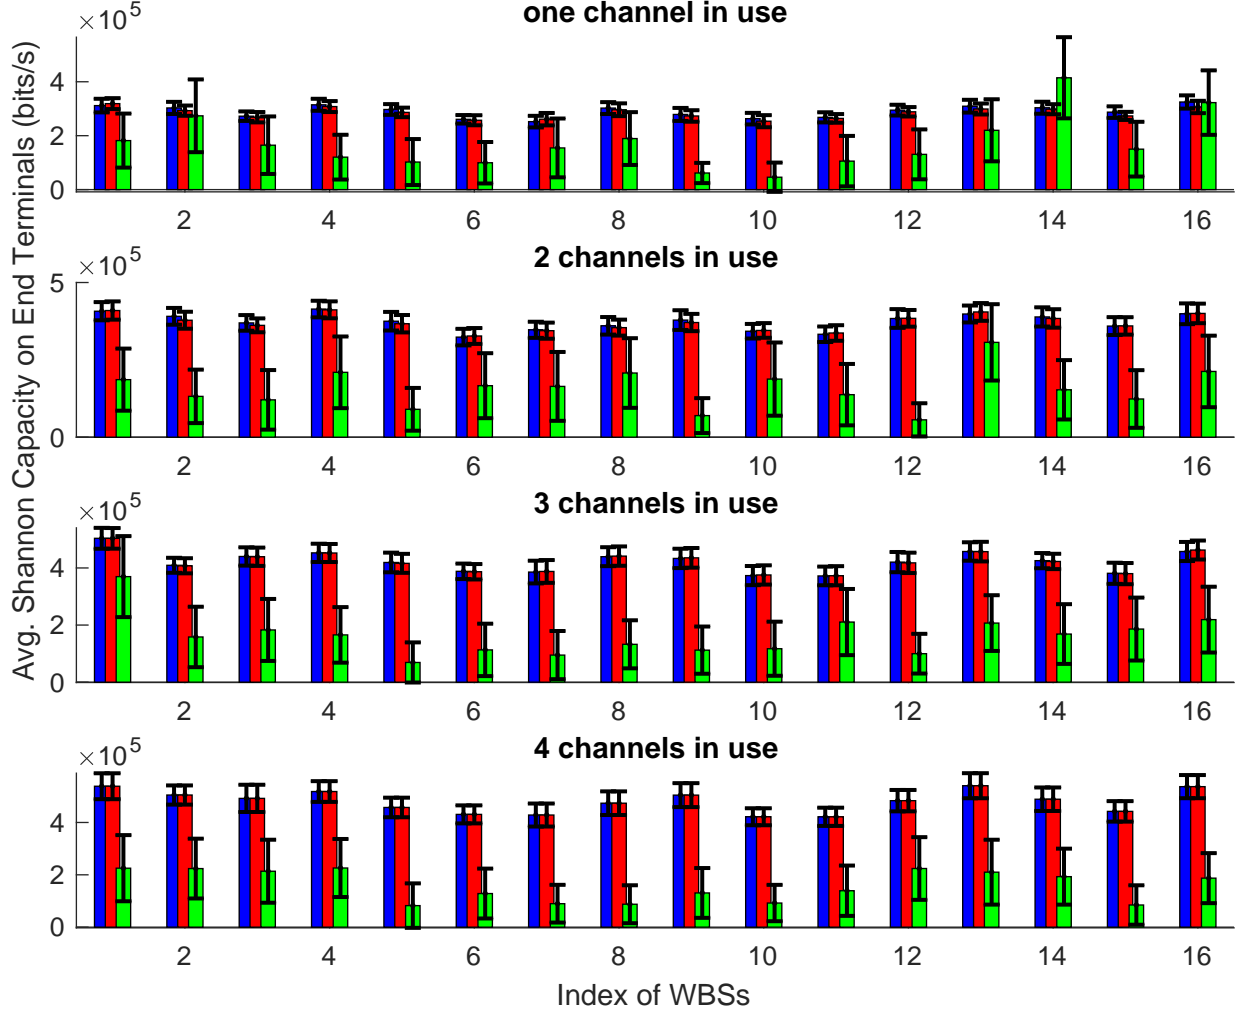 one channel in use
×10^5
Avg. Shannon Capacity on End Terminals (bits/s)
4
2
0
2 4 6 8 10 12 14 16
2 channels in use
×10^5
5
0
2 4 6 8 10 12 14 16
3 channels in use
×10^5
4
2
0
2 4 6 8 10 12 14 16
4 channels in use
×10^5
4
2
0
2 4 6 8 10 12 14 16
Index of WBSs